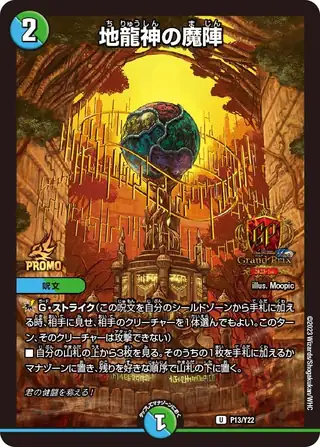 2
ち りゅうしん ま じん
地龍神の魔陣
PROMO
Grand Prix
2023-1st
illus. Moopic
呪文
G・ストライク(この呪文を自分のシールドゾーンから手札に加え
る時、相手に見せ、相手のクリーチャーを1体選んでもよい。このター
ン、そのクリーチャーは攻撃できない)
■ 自分の山札の上から3枚を見る。そのうちの1枚を手札に加えるか
マナゾーンに置き、残りを好きな順序で山札の下に置く。
君の健闘を称える!
1
U P13/Y22
©2023 Wizards/Shogakukan/WHC